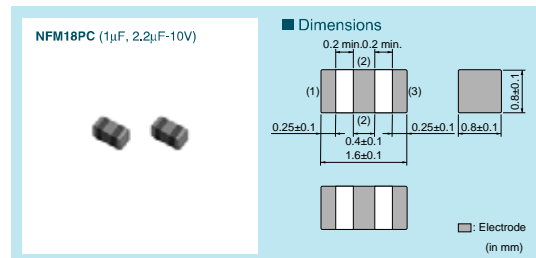 NFM18PC (1μF, 2.2μF-10V)
■ Dimensions
0.2 min. 0.2 min.
(2)
(1)
(3)
(2)
0.8±0.1
0.25±0.1
0.25±0.1
0.8±0.1
0.4±0.1
1.6±0.1
: Electrode
(in mm)